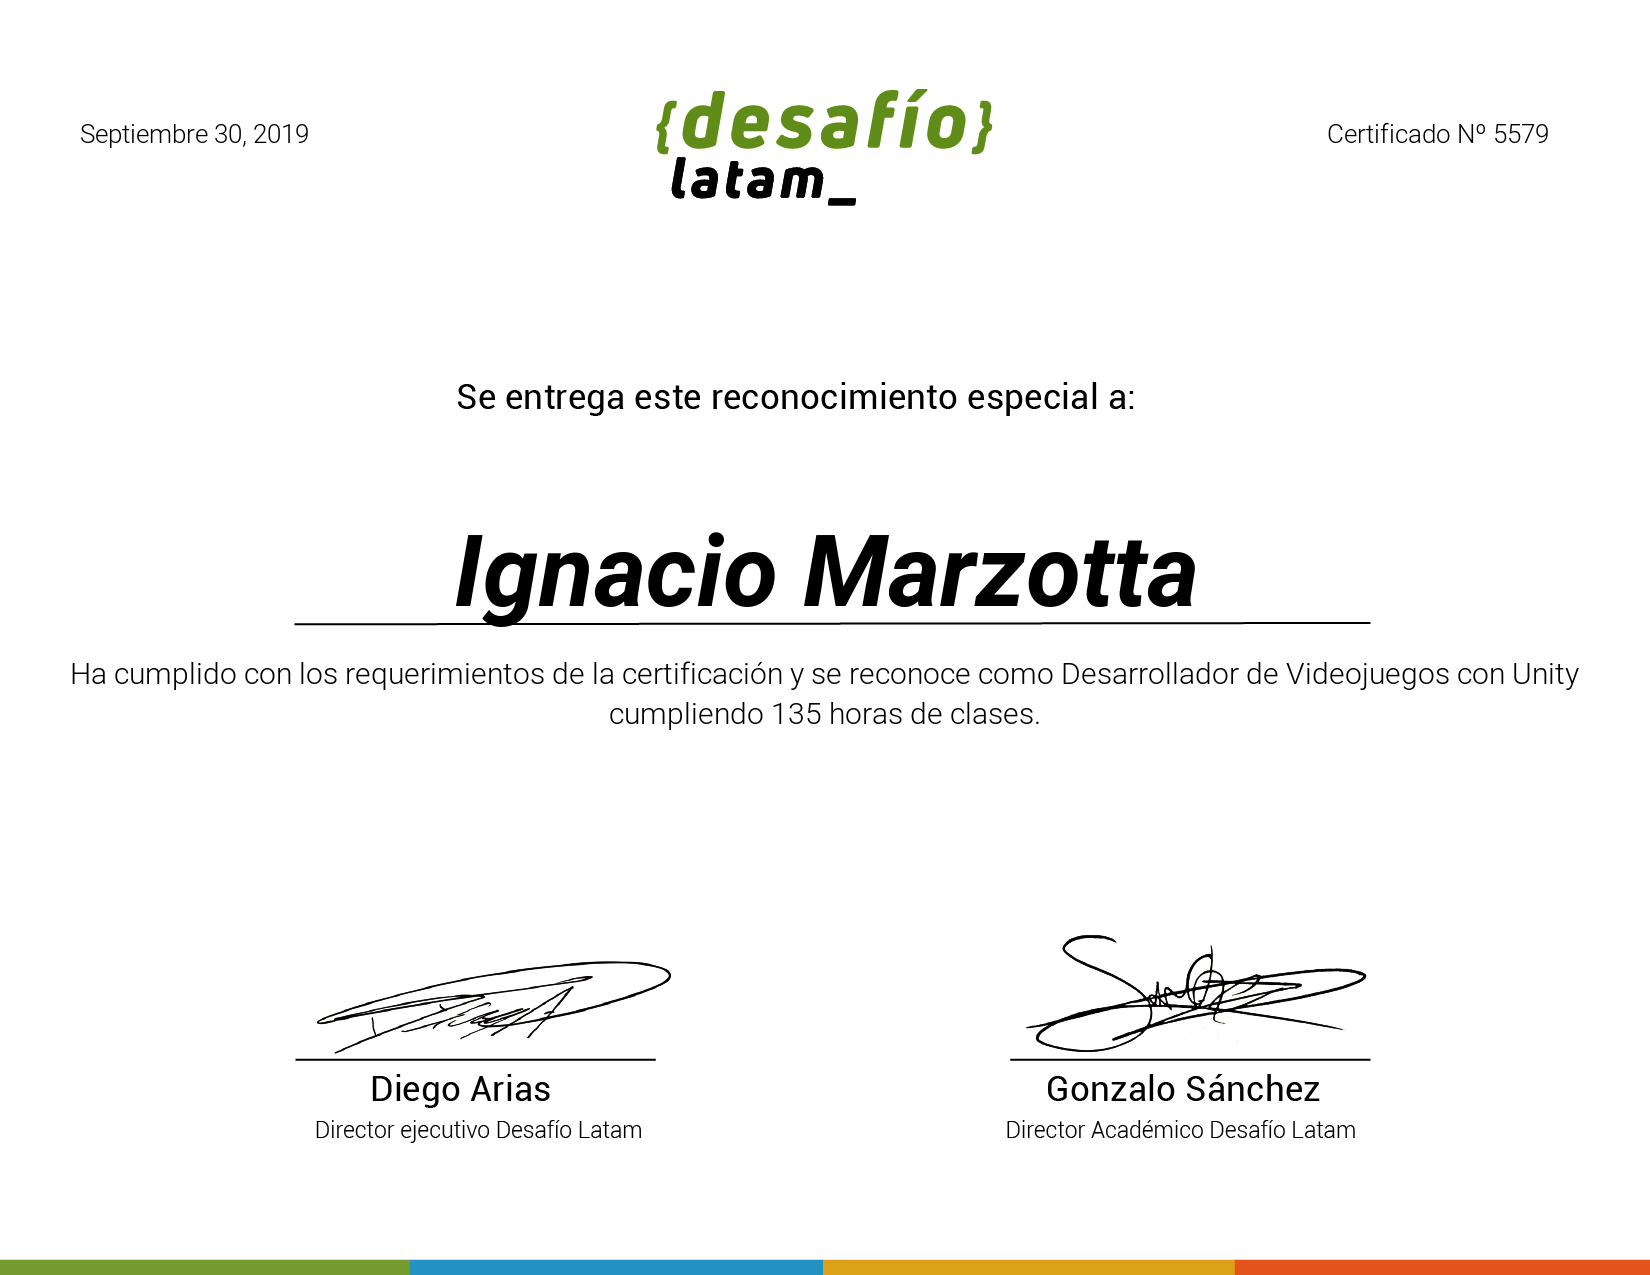 Septiembre 30, 2019
{desafío}
latam_
Certificado Nº 5579
Se entrega este reconocimiento especial a:
Ignacio Marzotta
Ha cumplido con los requerimientos de la certificación y se reconoce como Desarrollador de Videojuegos con Unity
cumpliendo 135 horas de clases.
Diego Arias
Director ejecutivo Desafío Latam
Gonzalo Sánchez
Director Académico Desafío Latam